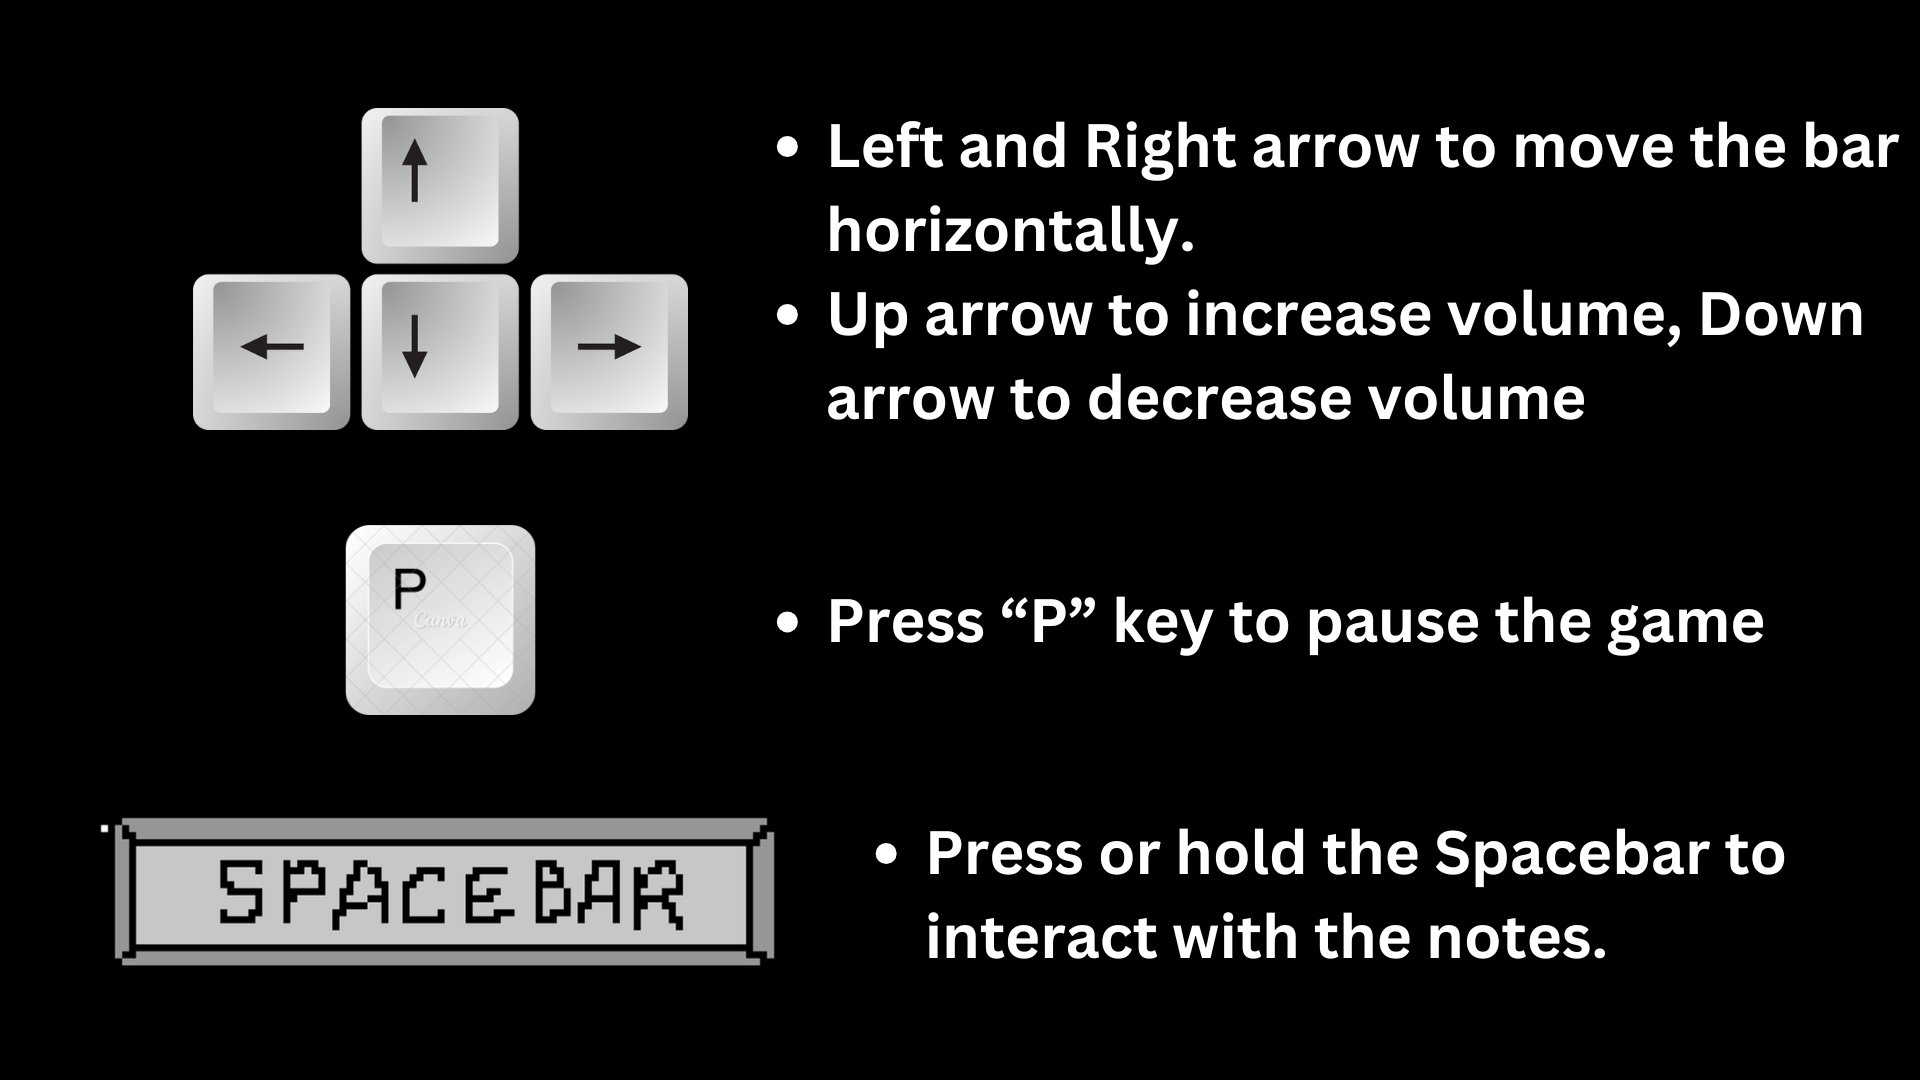 • Left and Right arrow to move the bar
horizontally.
• Up arrow to increase volume, Down
arrow to decrease volume
P
Canva
• Press “P” key to pause the game
SPACEBAR
• Press or hold the Spacebar to
interact with the notes.